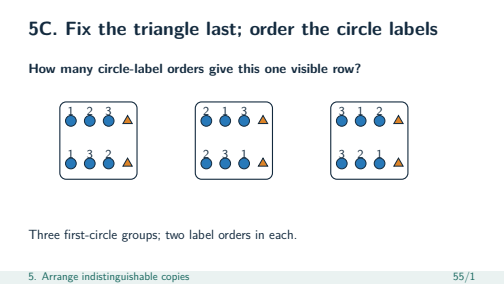 5C. Fix the triangle last; order the circle labels
How many circle-label orders give this one visible row?
1 2 3
2 1 3
3 1 2
1 3 2
2 3 1
3 2 1
Three first-circle groups; two label orders in each.
5. Arrange indistinguishable copies
55/1